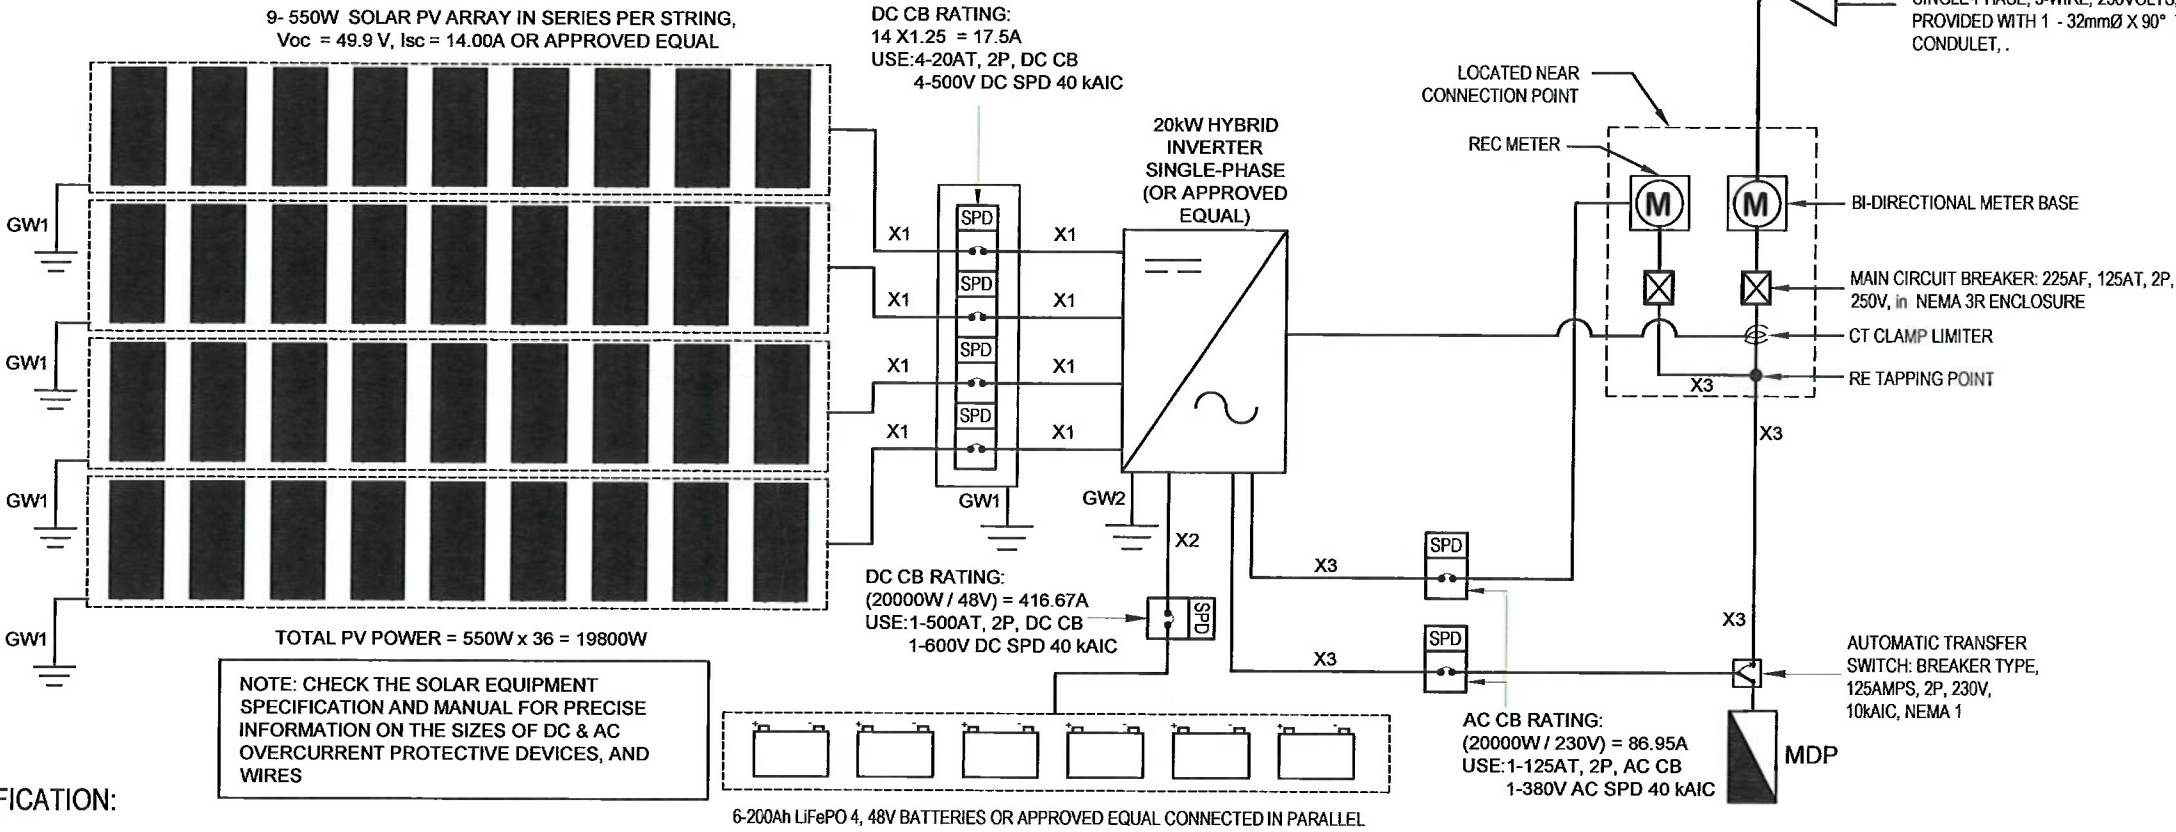 9- 550W SOLAR PV ARRAY IN SERIES PER STRING,
Voc = 49.9 V, Isc = 14.00A OR APPROVED EQUAL
DC CB RATING:
14 X1.25 = 17.5A
USE:4-20AT, 2P, DC CB
4-500V DC SPD 40 kAIC
PROVIDED WITH 1 - 32mmØ X 90°
CONDULET, .
LOCATED NEAR
CONNECTION POINT
REC METER
M
M
BI-DIRECTIONAL METER BASE
MAIN CIRCUIT BREAKER: 225AF, 125AT, 2P,
250V, in NEMA 3R ENCLOSURE
CT CLAMP LIMITER
RE TAPPING POINT
X3
X3
X3
20kW HYBRID
INVERTER
SINGLE-PHASE
(OR APPROVED
EQUAL)
GW1
GW1
GW1
GW1
X1
SPD
X1
X1
SPD
X1
X1
SPD
X1
X1
SPD
X1
GW1
GW2
X2
DC CB RATING:
(20000W / 48V) = 416.67A
USE:1-500AT, 2P, DC CB
1-600V DC SPD 40 kAIC
SPD
X3
SPD
X3
SPD
AC CB RATING:
(20000W / 230V) = 86.95A
USE:1-125AT, 2P, AC CB
1-380V AC SPD 40 kAIC
AUTOMATIC TRANSFER
SWITCH: BREAKER TYPE,
125AMPS, 2P, 230V,
10kAIC, NEMA 1
MDP
TOTAL PV POWER = 550W x 36 = 19800W
NOTE: CHECK THE SOLAR EQUIPMENT
SPECIFICATION AND MANUAL FOR PRECISE
INFORMATION ON THE SIZES OF DC & AC
OVERCURRENT PROTECTIVE DEVICES, AND
WIRES
FICATION:
+ - + - + - + - + - + -
6-200Ah LiFePO 4, 48V BATTERIES OR APPROVED EQUAL CONNECTED IN PARALLEL